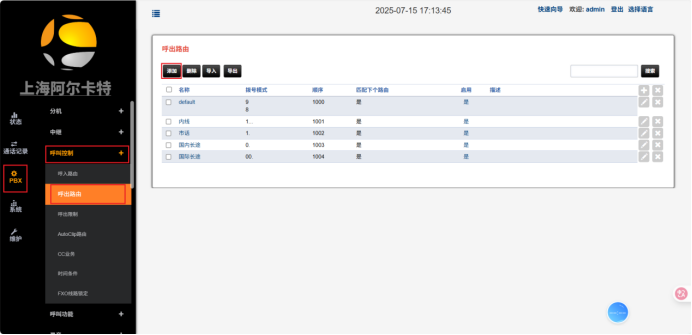 2025-07-15 17:13:45
快速向导 欢迎: admin 登出 选择语言
上海阿尔卡特
状态
通话记录
PBX
系统
维护
分机 +
中继 +
呼叫控制 +
呼入路由
呼出路由
呼出限制
AutoClip路由
CC业务
时间条件
FXO线路锁定
呼叫功能 +
呼出路由
添加 删除 导入 导出 搜索
名称 拨号模式 顺序 匹配下个路由 启用 描述
default 9 1000 是 是
8
内线 1... 1001 是 是
市话 1. 1002 是 是
国内长途 0. 1003 是 是
国际长途 00. 1004 是 是